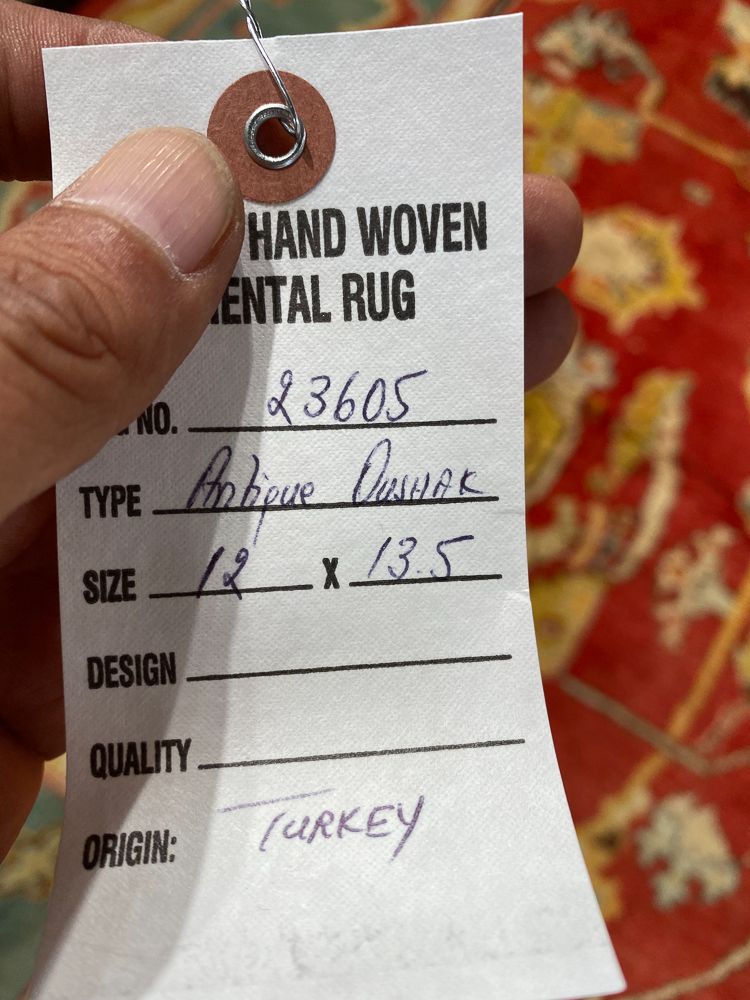 HAND WOVEN
ENTAL RUG
NO. 23605
TYPE Antique Oushak
SIZE 12 X 13.5
DESIGN
QUALITY
ORIGIN: TURKEY